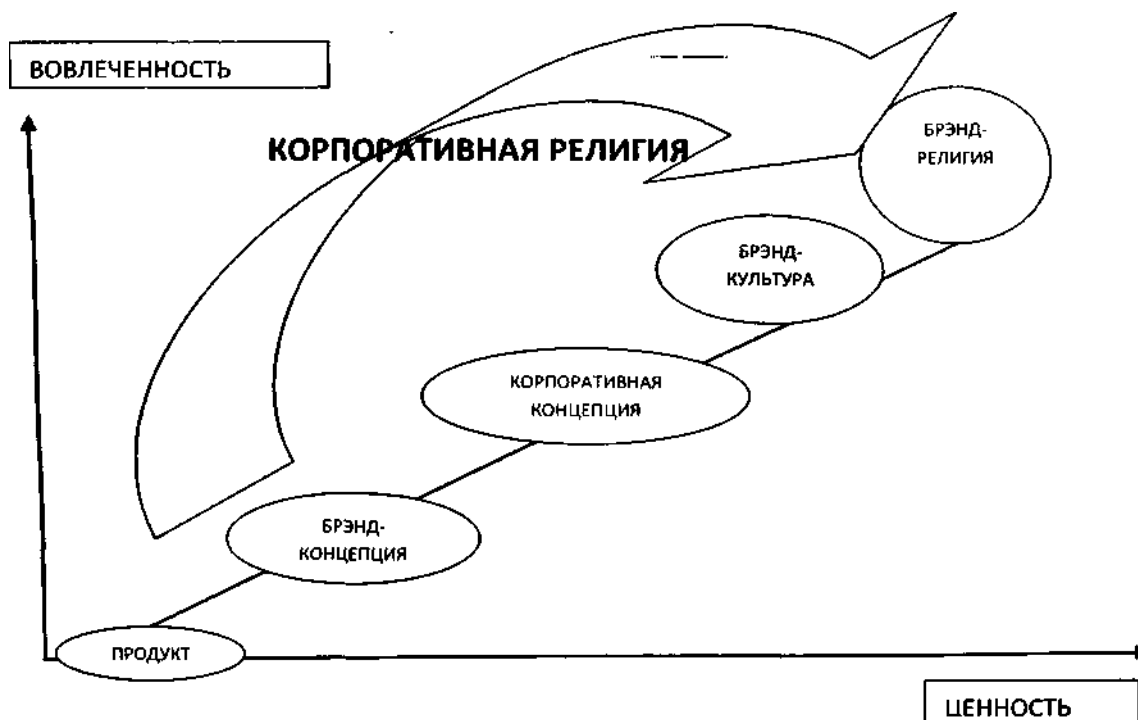 ВОВЛЕЧЕННОСТЬ
КОРПОРАТИВНАЯ РЕЛИГИЯ
БРЭНД-
РЕЛИГИЯ
БРЭНД-
КУЛЬТУРА
КОРПОРАТИВНАЯ
КОНЦЕПЦИЯ
БРЭНД-
КОНЦЕПЦИЯ
ПРОДУКТ
ЦЕННОСТЬ